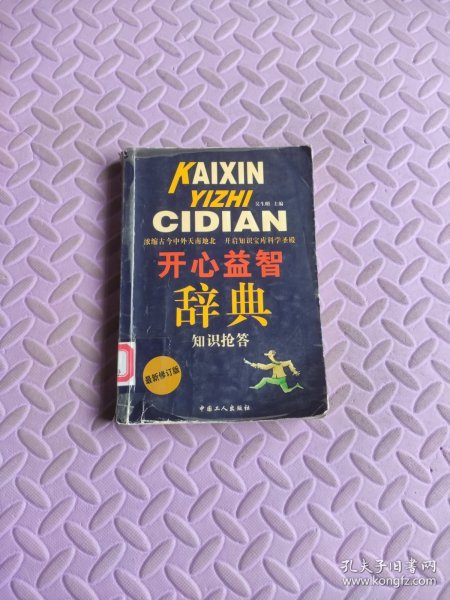 KAIXIN
YIZHI
吴生明 主编
CIDIAN
浓缩古今中外天南地北 开启知识宝库科学圣殿
开心益智
辞典
知识抢答
最新修订版
中国工人出版社
孔夫子旧书网
www.kongfz.com